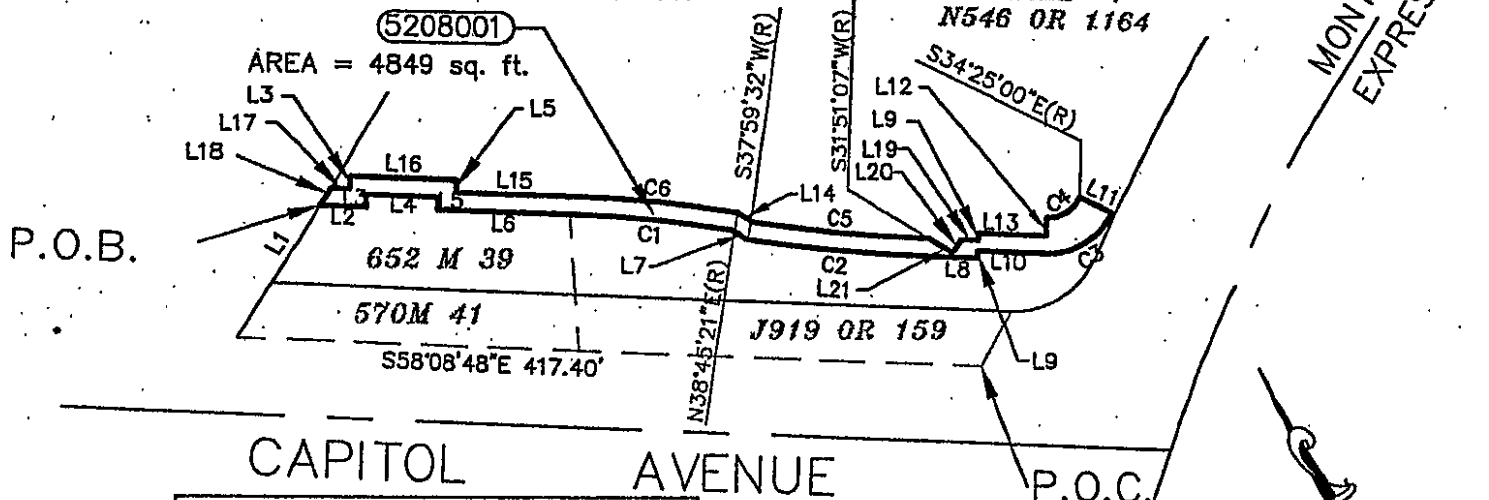 5208001
N546 OR 1164
AREA = 4849 sq. ft.
S37°59'32"W(R)
S31°51'07"W(R)
S34°25'00"E(R)
L3
L17
L18
L5
L12
L9
L19
L20
L16
L15
C6
L14
C5
L13
C4
L11
3
L2
L4
5
L6
C1
L7
C2
L21
L8
L10
C3
P.O.B.
L1
652 M 39
570M 41
J919 OR 159
S58°08'48"E 417.40'
N38°45'21"E(R)
L9
CAPITOL AVENUE
P.O.C.